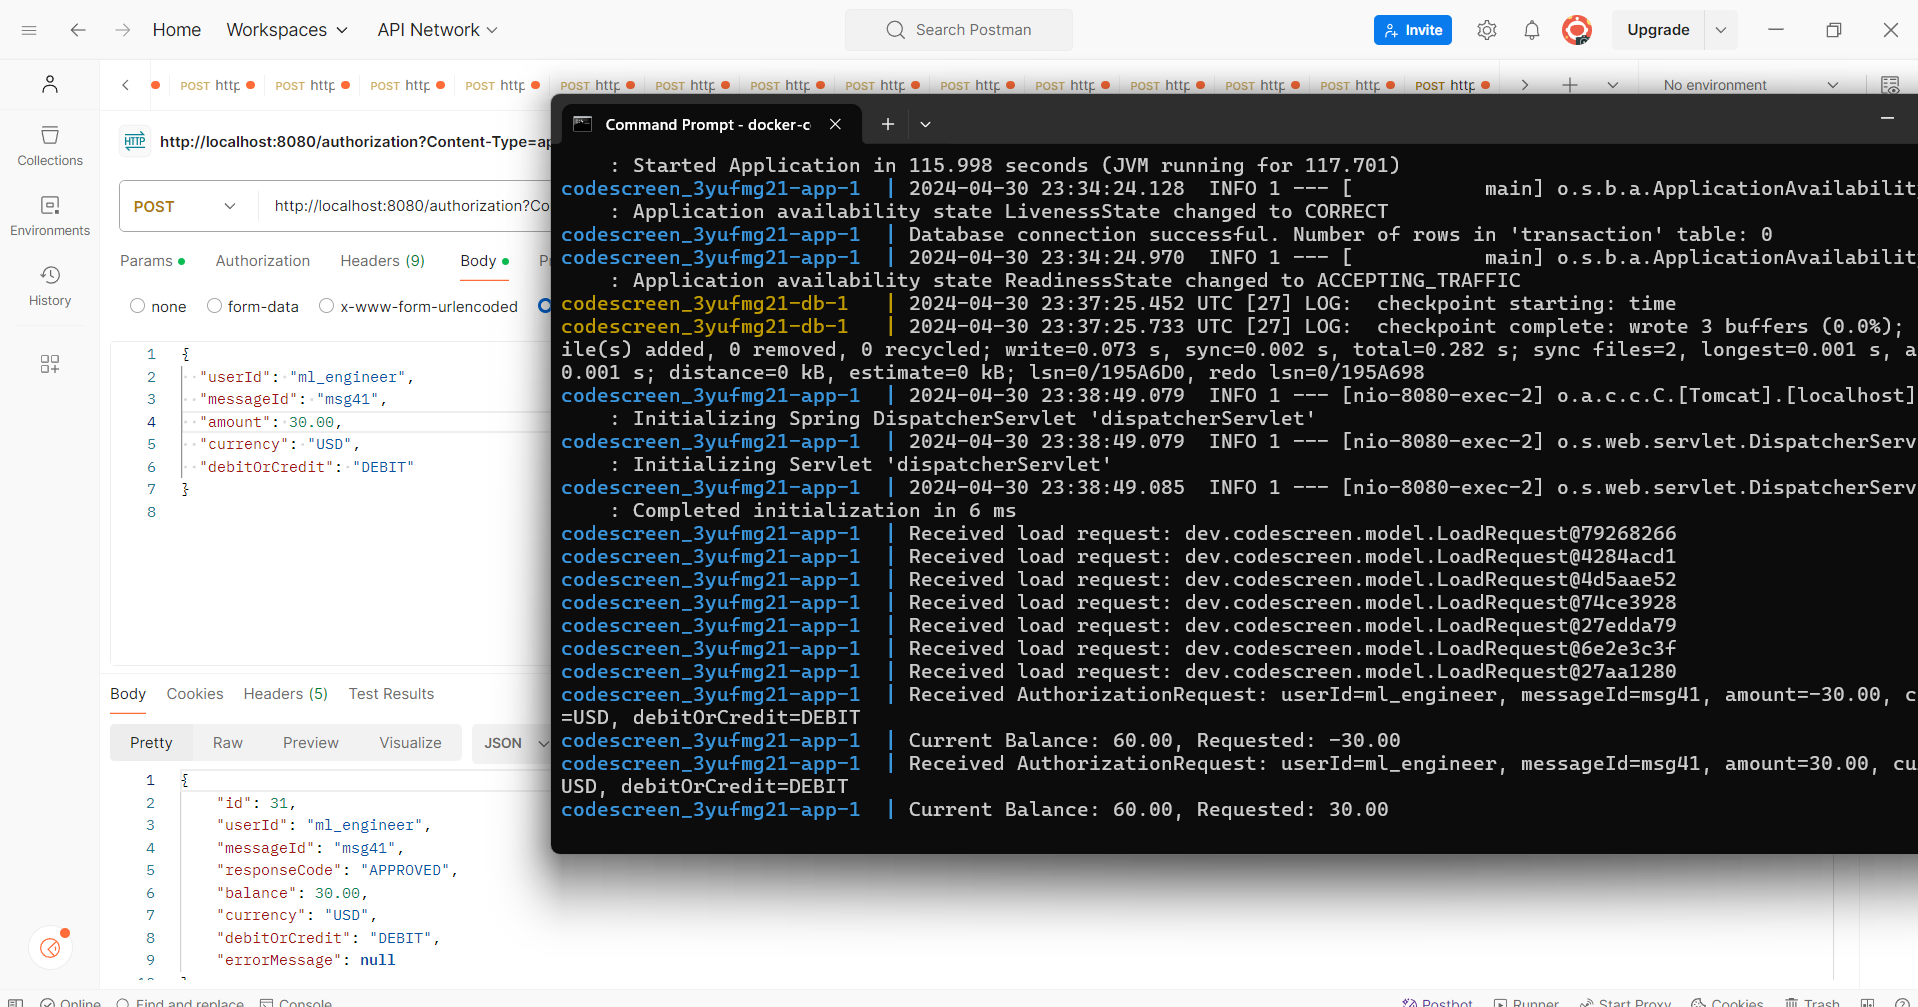 Home Workspaces API Network Search Postman Invite Upgrade
POST http POST http POST http POST http POST http POST http POST http POST http POST http POST http POST http POST http POST http POST http No environment
HTTP http://localhost:8080/authorization?Content-Type=ap
POST http://localhost:8080/authorization?Co
Params Authorization Headers (9) Body
none form-data x-www-form-urlencoded
Collections
Environments
History
1 {
2 "userId": "ml_engineer",
3 "messageId": "msg41",
4 "amount": 30.00,
5 "currency": "USD",
6 "debitOrCredit": "DEBIT"
7 }
8
Body Cookies Headers (5) Test Results
Pretty Raw Preview Visualize JSON
1 {
2 "id": 31,
3 "userId": "ml_engineer",
4 "messageId": "msg41",
5 "responseCode": "APPROVED",
6 "balance": 30.00,
7 "currency": "USD",
8 "debitOrCredit": "DEBIT",
9 "errorMessage": null
Command Prompt - docker-c
: Started Application in 115.998 seconds (JVM running for 117.701)
codescreen_3yufmg21-app-1 | 2024-04-30 23:34:24.128 INFO 1 --- [ main] o.s.b.a.ApplicationAvailabilit
: Application availability state LivenessState changed to CORRECT
codescreen_3yufmg21-app-1 | Database connection successful. Number of rows in 'transaction' table: 0
codescreen_3yufmg21-app-1 | 2024-04-30 23:34:24.970 INFO 1 --- [ main] o.s.b.a.ApplicationAvailabilit
: Application availability state ReadinessState changed to ACCEPTING_TRAFFIC
codescreen_3yufmg21-db-1 | 2024-04-30 23:37:25.452 UTC [27] LOG: checkpoint starting: time
codescreen_3yufmg21-db-1 | 2024-04-30 23:37:25.733 UTC [27] LOG: checkpoint complete: wrote 3 buffers (0.0%);
ile(s) added, 0 removed, 0 recycled; write=0.073 s, sync=0.002 s, total=0.282 s; sync files=2, longest=0.001 s, a
0.001 s; distance=0 kB, estimate=0 kB; lsn=0/195A6D0, redo lsn=0/195A698
codescreen_3yufmg21-app-1 | 2024-04-30 23:38:49.079 INFO 1 --- [nio-8080-exec-2] o.a.c.c.C.[Tomcat].[localhost]
: Initializing Spring DispatcherServlet 'dispatcherServlet'
codescreen_3yufmg21-app-1 | 2024-04-30 23:38:49.079 INFO 1 --- [nio-8080-exec-2] o.s.web.servlet.DispatcherServ
: Initializing Servlet 'dispatcherServlet'
codescreen_3yufmg21-app-1 | 2024-04-30 23:38:49.085 INFO 1 --- [nio-8080-exec-2] o.s.web.servlet.DispatcherServ
: Completed initialization in 6 ms
codescreen_3yufmg21-app-1 | Received load request: dev.codescreen.model.LoadRequest@79268266
codescreen_3yufmg21-app-1 | Received load request: dev.codescreen.model.LoadRequest@4284acd1
codescreen_3yufmg21-app-1 | Received load request: dev.codescreen.model.LoadRequest@4d5aae52
codescreen_3yufmg21-app-1 | Received load request: dev.codescreen.model.LoadRequest@74ce3928
codescreen_3yufmg21-app-1 | Received load request: dev.codescreen.model.LoadRequest@27edda79
codescreen_3yufmg21-app-1 | Received load request: dev.codescreen.model.LoadRequest@6e2e3c3f
codescreen_3yufmg21-app-1 | Received load request: dev.codescreen.model.LoadRequest@27aa1280
codescreen_3yufmg21-app-1 | Received AuthorizationRequest: userId=ml_engineer, messageId=msg41, amount=-30.00, c
=USD, debitOrCredit=DEBIT
codescreen_3yufmg21-app-1 | Current Balance: 60.00, Requested: -30.00
codescreen_3yufmg21-app-1 | Received AuthorizationRequest: userId=ml_engineer, messageId=msg41, amount=30.00, cu
USD, debitOrCredit=DEBIT
codescreen_3yufmg21-app-1 | Current Balance: 60.00, Requested: 30.00
Online Find and replace Console Postbot Runner Start Proxy Cookies Trash